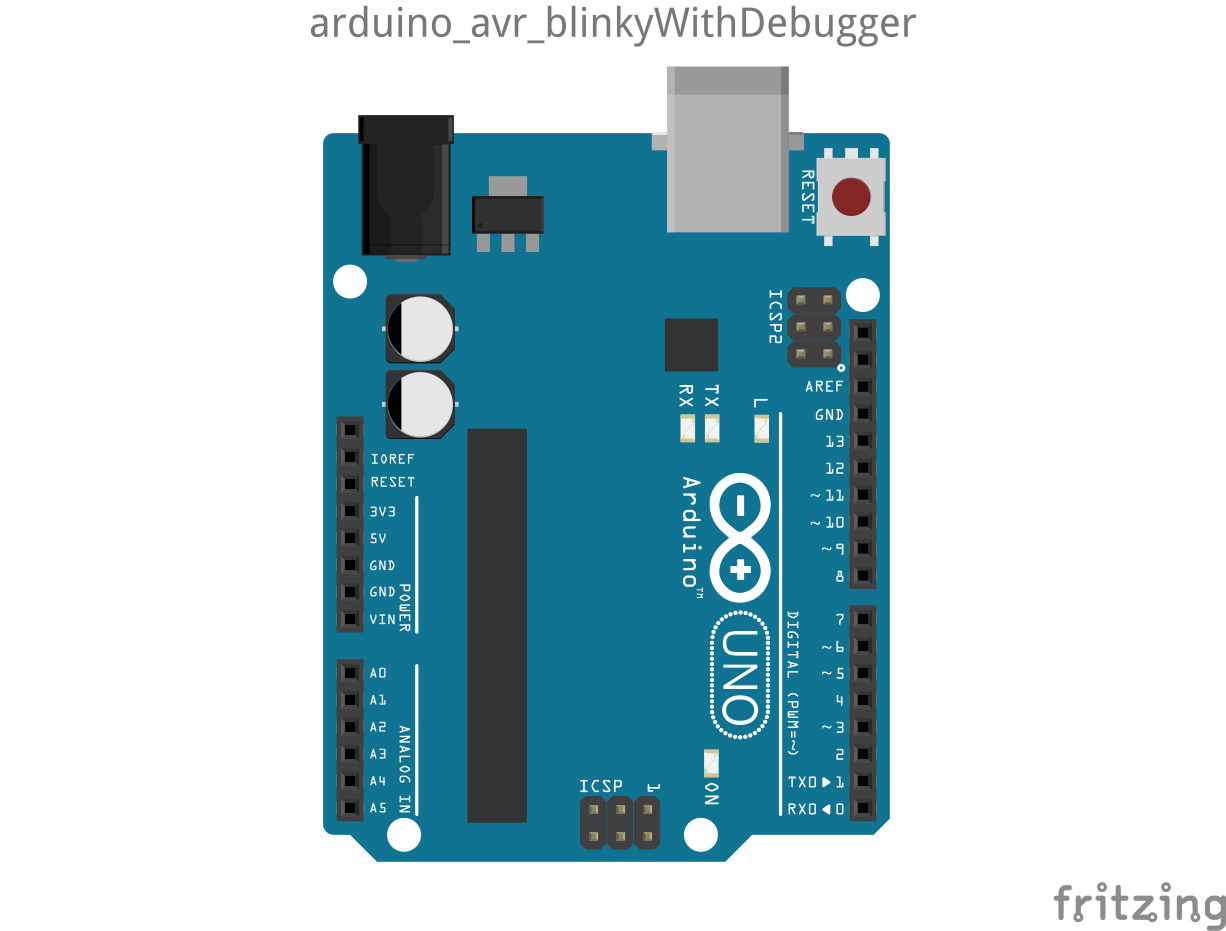 arduino_avr_blinkyWithDebugger
RESET
ICSP2
RX
TX
L
AREF
GND
13
12
~11
~10
~9
8
IOREF
RESET
3V3
5V
GND
GND
VIN
POWER
Arduino™
UNO
DIGITAL (PWM=~)
7
~6
~5
4
~3
2
TX0▶1
RX0◀0
A0
A1
A2
A3
A4
A5
ANALOG IN
ON
ICSP
1
fritzing